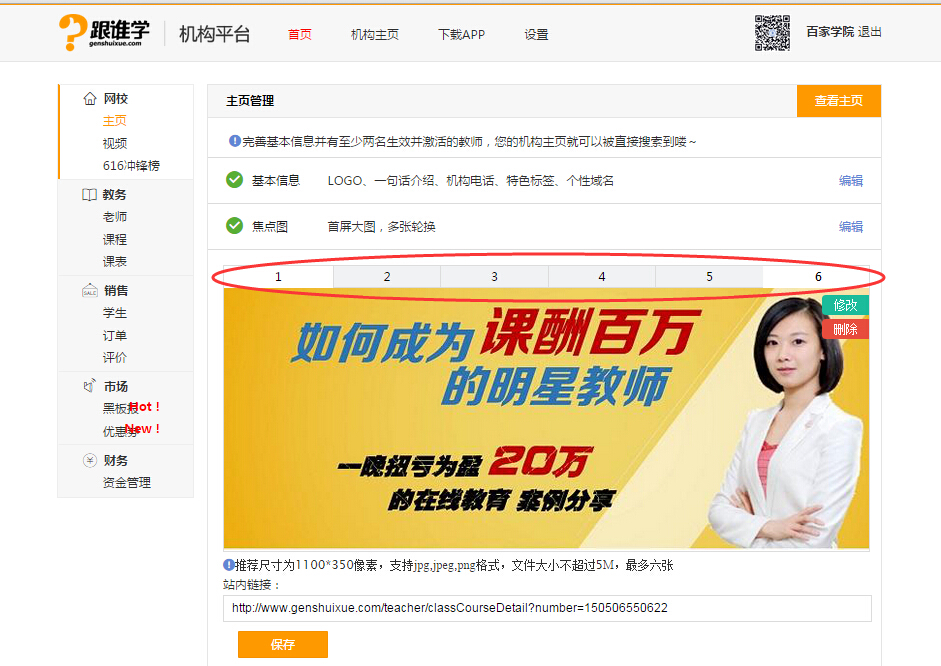 跟谁学
genshuixue.com
机构平台
首页
机构主页
下载APP
设置
百家学院 退出
网校
主页
视频
616冲锋榜
教务
老师
课程
课表
SALE 销售
学生
订单
评价
市场
黑板报 Hot！
优惠券 New！
财务
资金管理
主页管理
查看主页
完善基本信息并有至少两名生效并激活的教师，您的机构主页就可以被直接搜索到喽～
基本信息 LOGO、一句话介绍、机构电话、特色标签、个性域名 编辑
焦点图 首屏大图，多张轮换 编辑
1 2 3 4 5 6
修改
删除
如何成为课酬百万
的明星教师
一晚扭亏为盈20万
的在线教育 案例分享
推荐尺寸为1100*350像素，支持jpg,jpeg,png格式，文件大小不超过5M，最多六张
站内链接：
http://www.genshuixue.com/teacher/classCourseDetail?number=150506550622
保存